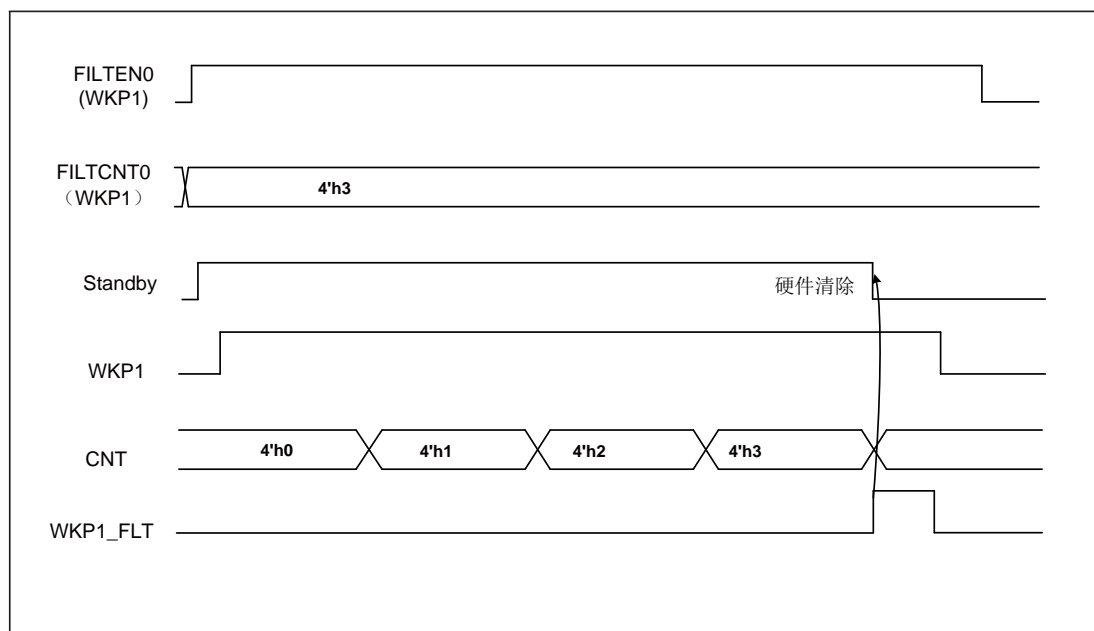 FILTEN0
(WKP1)
FILTCNT0
（WKP1）
4'h3
Standby
硬件清除
WKP1
CNT
4'h0
4'h1
4'h2
4'h3
WKP1_FLT